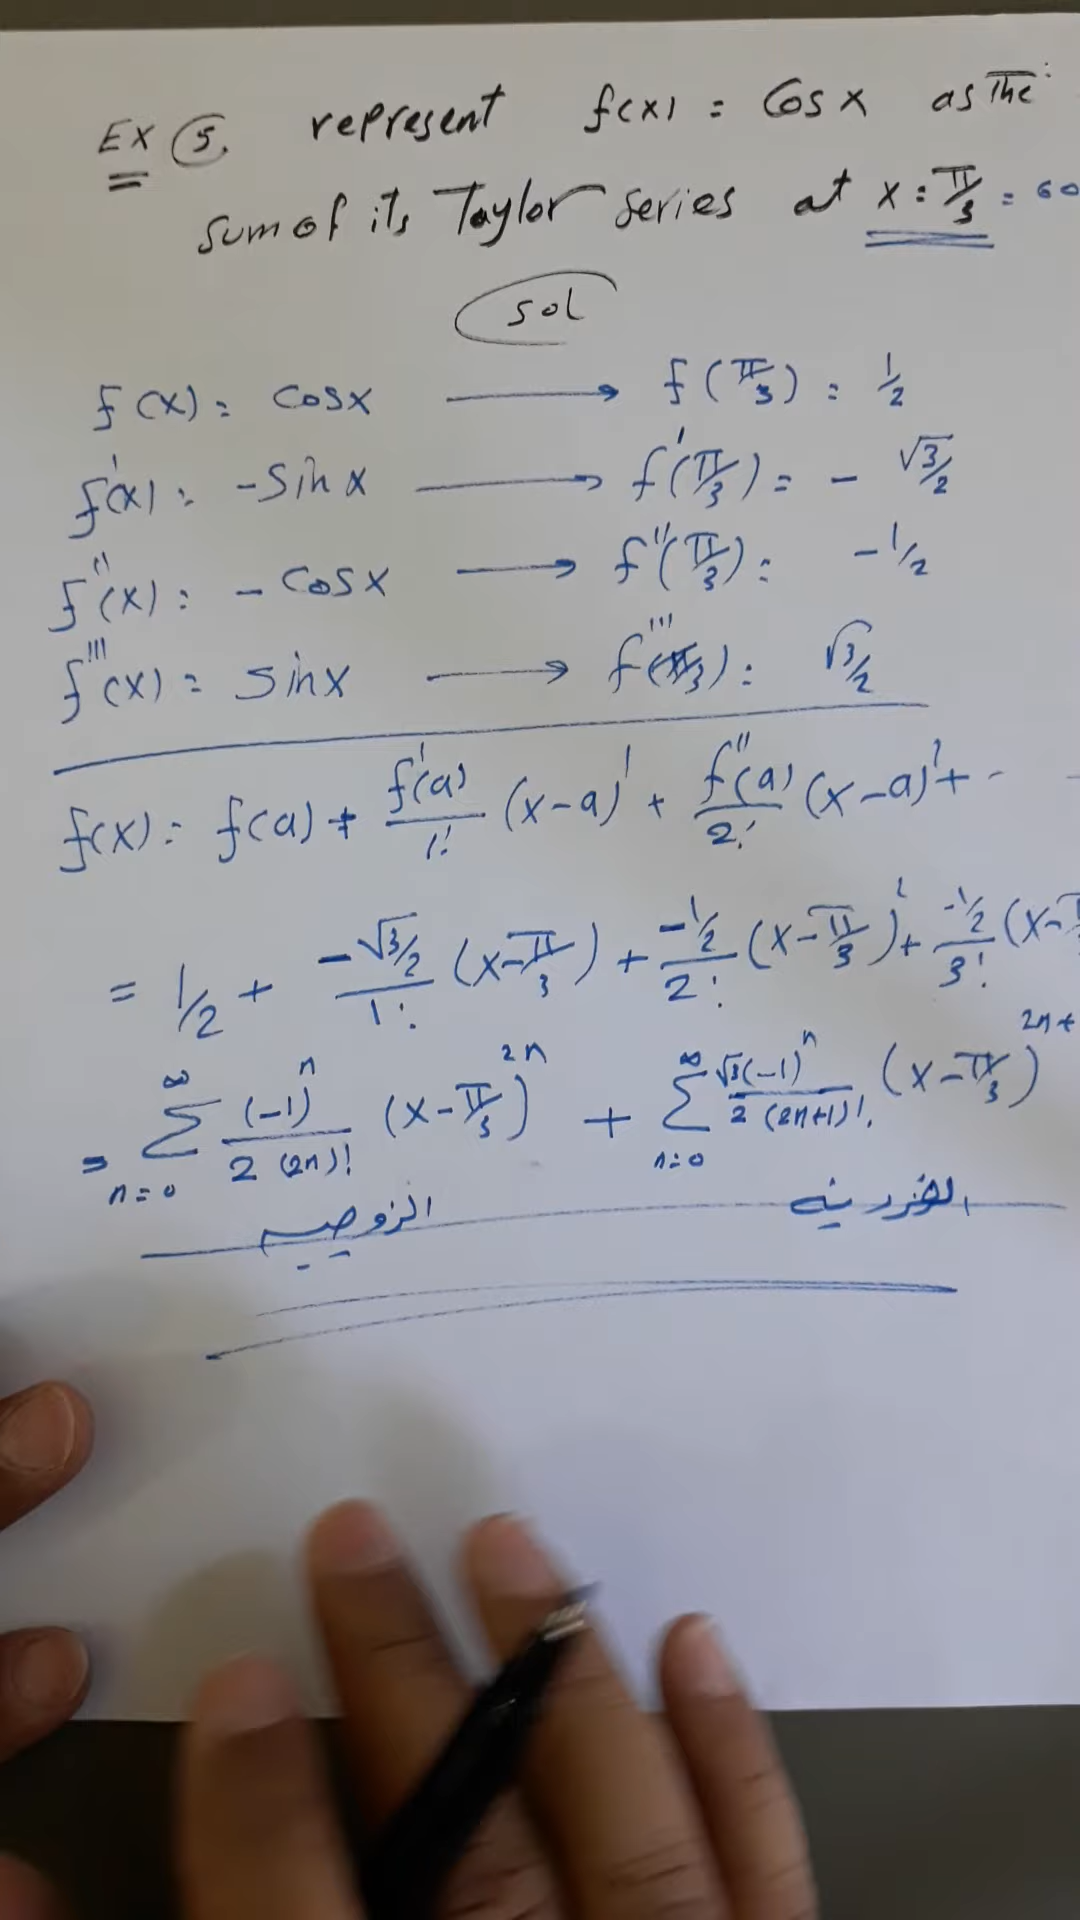 EX 5. represent f(x) = Cos x as The
sum of its Taylor series at x = π/3 = 60
sol
f(x) = cos x → f(π/3) = 1/2
f'(x) = -sin x → f'(π/3) = - √3/2
f''(x) = - cos x → f''(π/3) = -1/2
f'''(x) = sin x → f'''(π/3) = √3/2
f(x) = f(a) + f'(a)/1! (x-a)¹ + f''(a)/2! (x-a)² + - -
= 1/2 + -√3/2/1! (x-π/3) + -1/2/2! (x-π/3)² + -1/2/3! (x-π
= ∞ Σ n=0 (-1)ⁿ/2 (2n)! (x-π/3)²ⁿ + ∞ Σ n=0 √3(-1)ⁿ/2 (2n+1)! (x-π/3)²ⁿ⁺
الزوجيه الفرديه